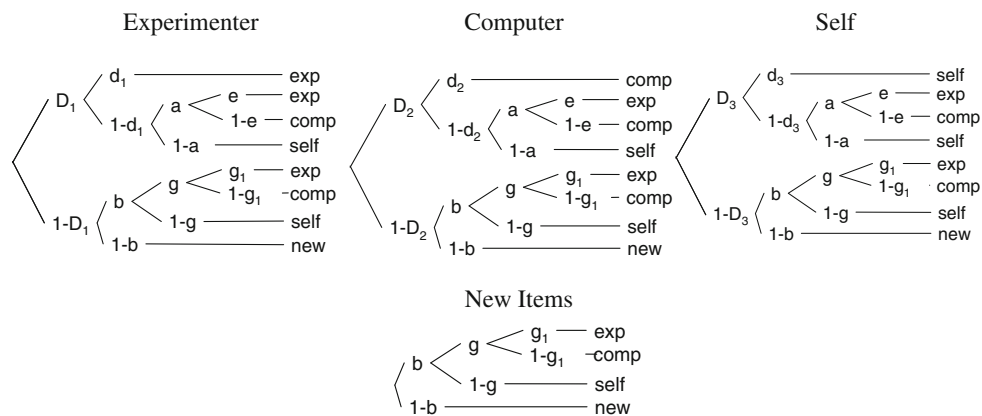 Experimenter
D₁
d₁
exp
1-d₁
a
e
exp
1-e
comp
1-a
self
1-D₁
b
g
g₁
exp
1-g₁
comp
1-g
self
1-b
new
Computer
D₂
d₂
comp
1-d₂
a
e
exp
1-e
comp
1-a
self
1-D₂
b
g
g₁
exp
1-g₁
comp
1-g
self
1-b
new
Self
D₃
d₃
self
1-d₃
a
e
exp
1-e
comp
1-a
self
1-D₃
b
g
g₁
exp
1-g₁
comp
1-g
self
1-b
new
New Items
b
g
g₁
exp
1-g₁
comp
1-g
self
1-b
new